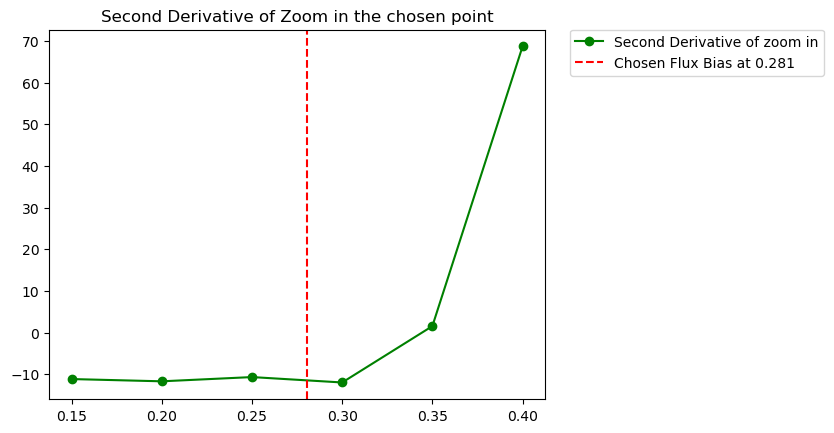 Second Derivative of Zoom in the chosen point
Second Derivative of zoom in
Chosen Flux Bias at 0.281
70
60
50
40
30
20
10
0
−10
0.15 0.20 0.25 0.30 0.35 0.40